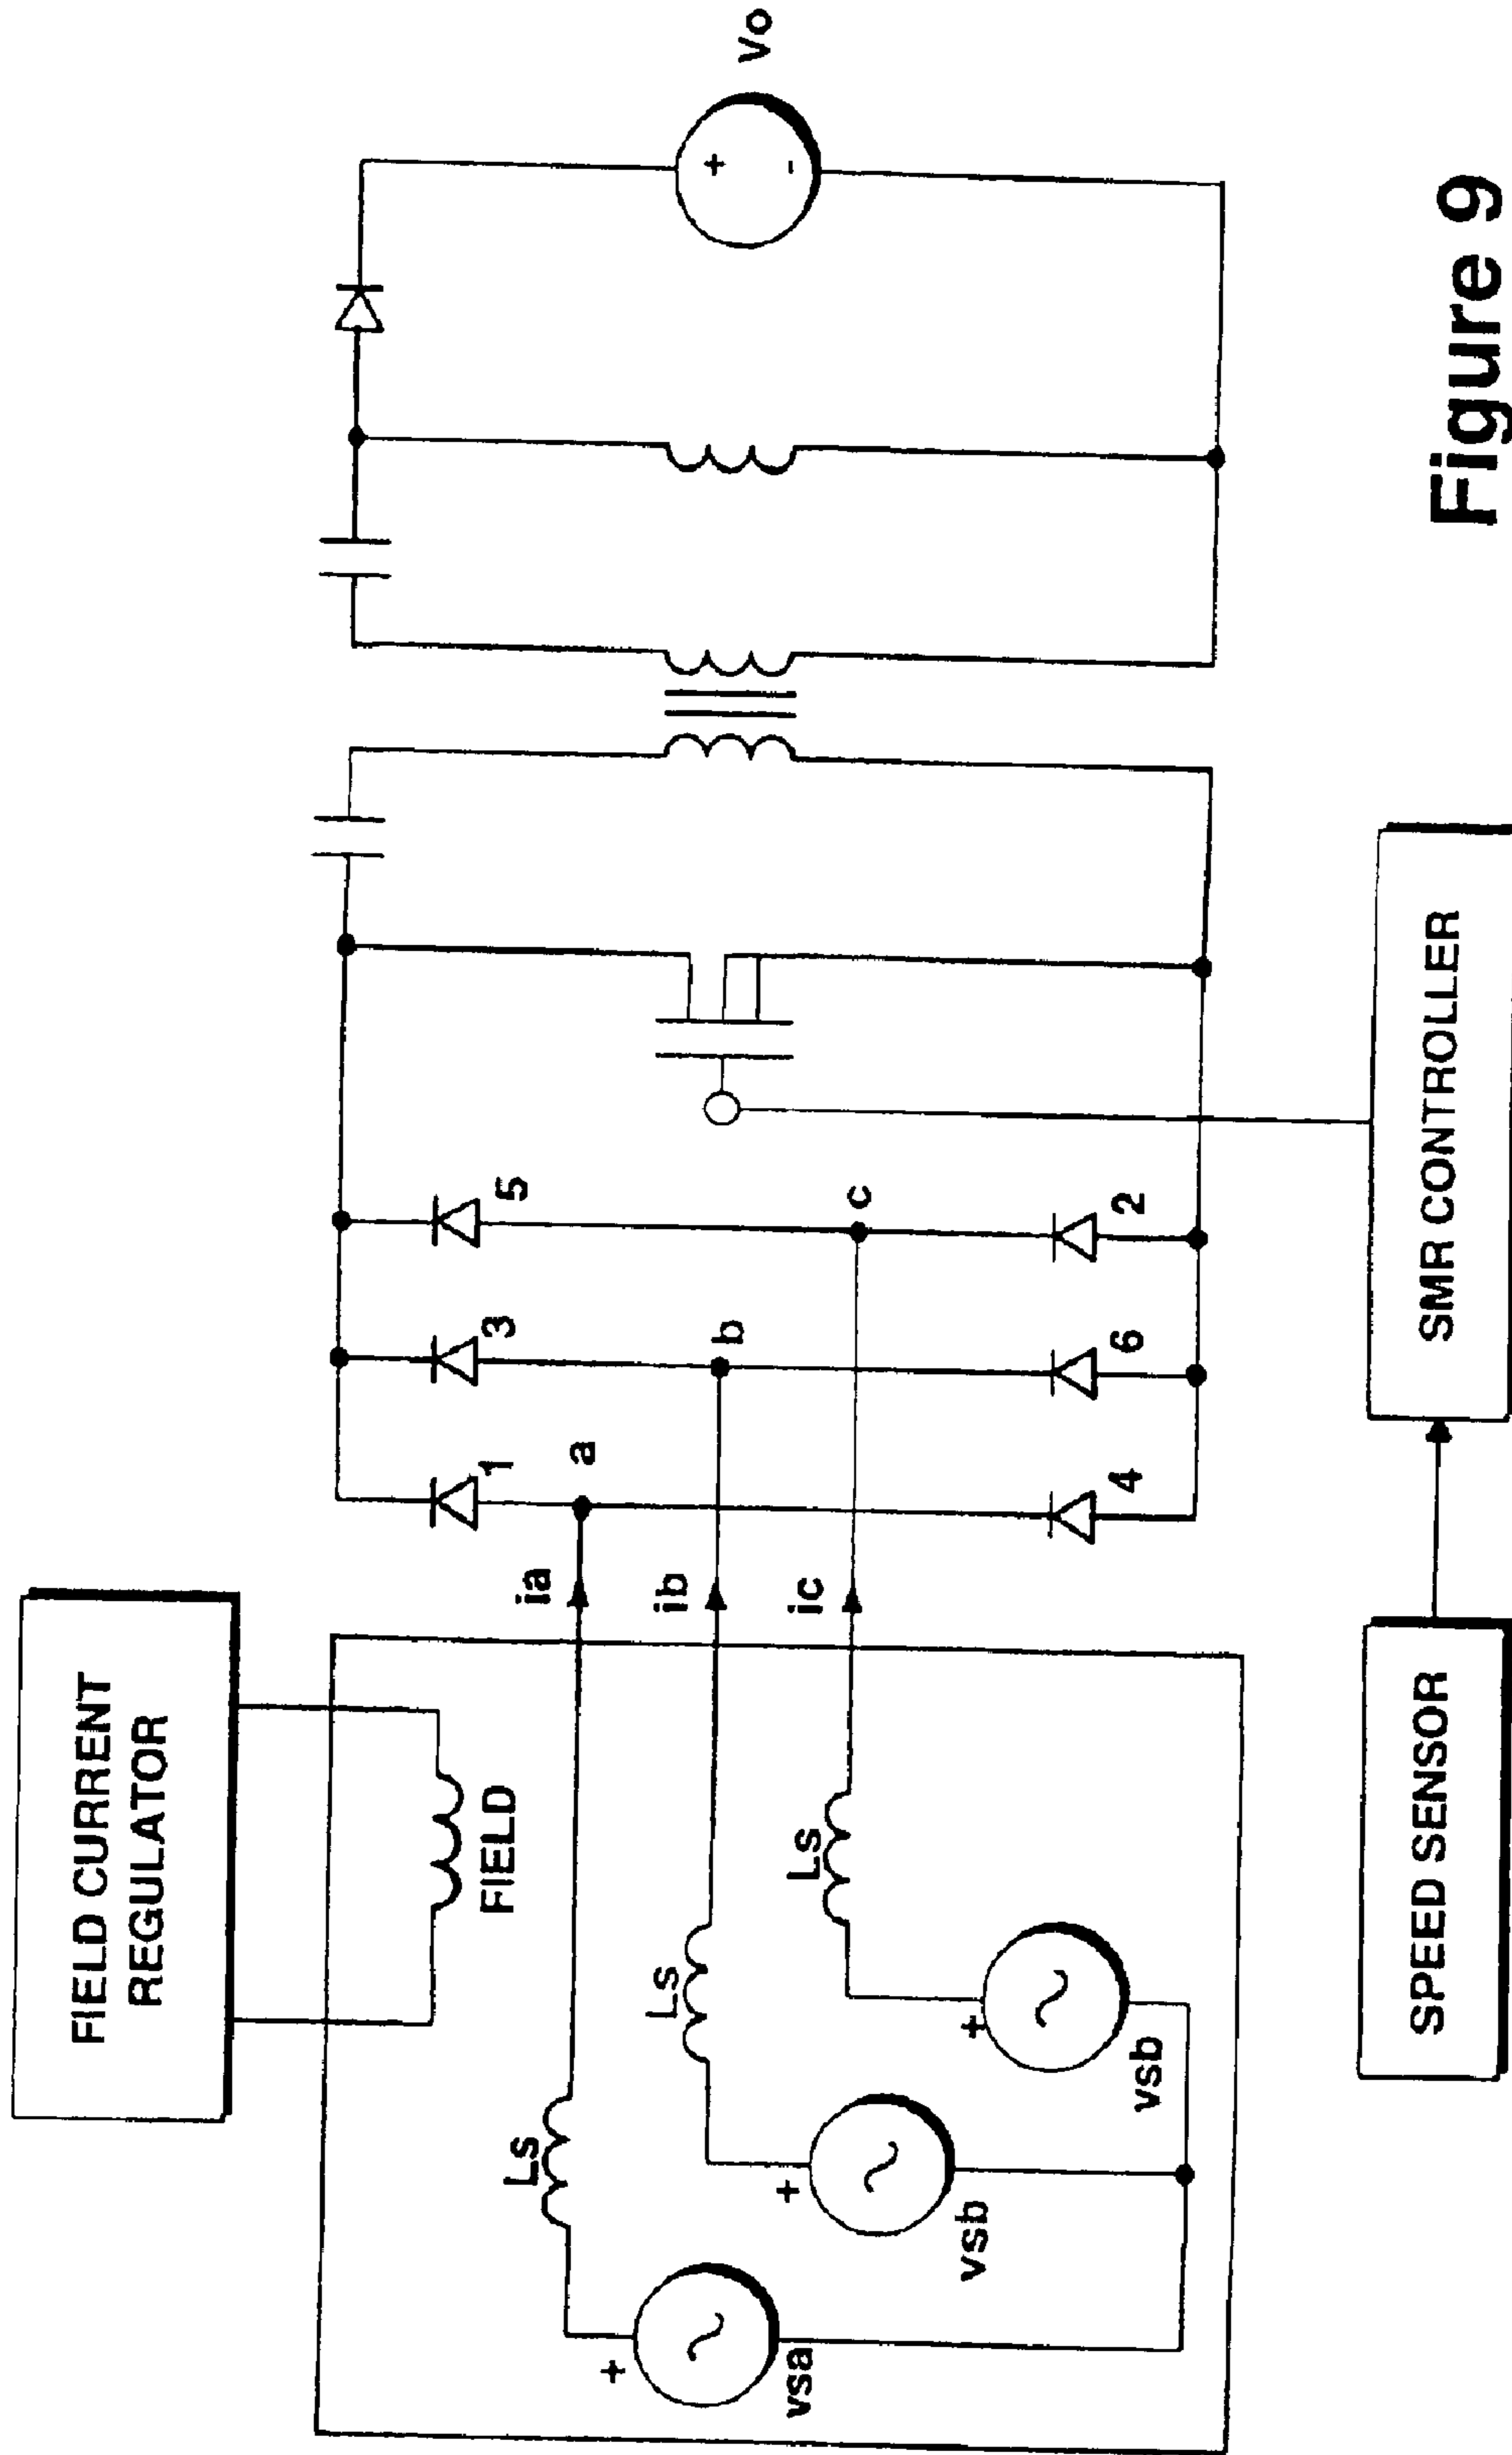 FIELD CURRENT
REGULATOR
FIELD
Ls
Ls
Ls
+
+
+
vsa
vsb
vsb
ia
ib
ic
a
b
c
1
3
5
4
6
2
+
-
Vo
SPEED SENSOR
SMR CONTROLLER
Figure 9